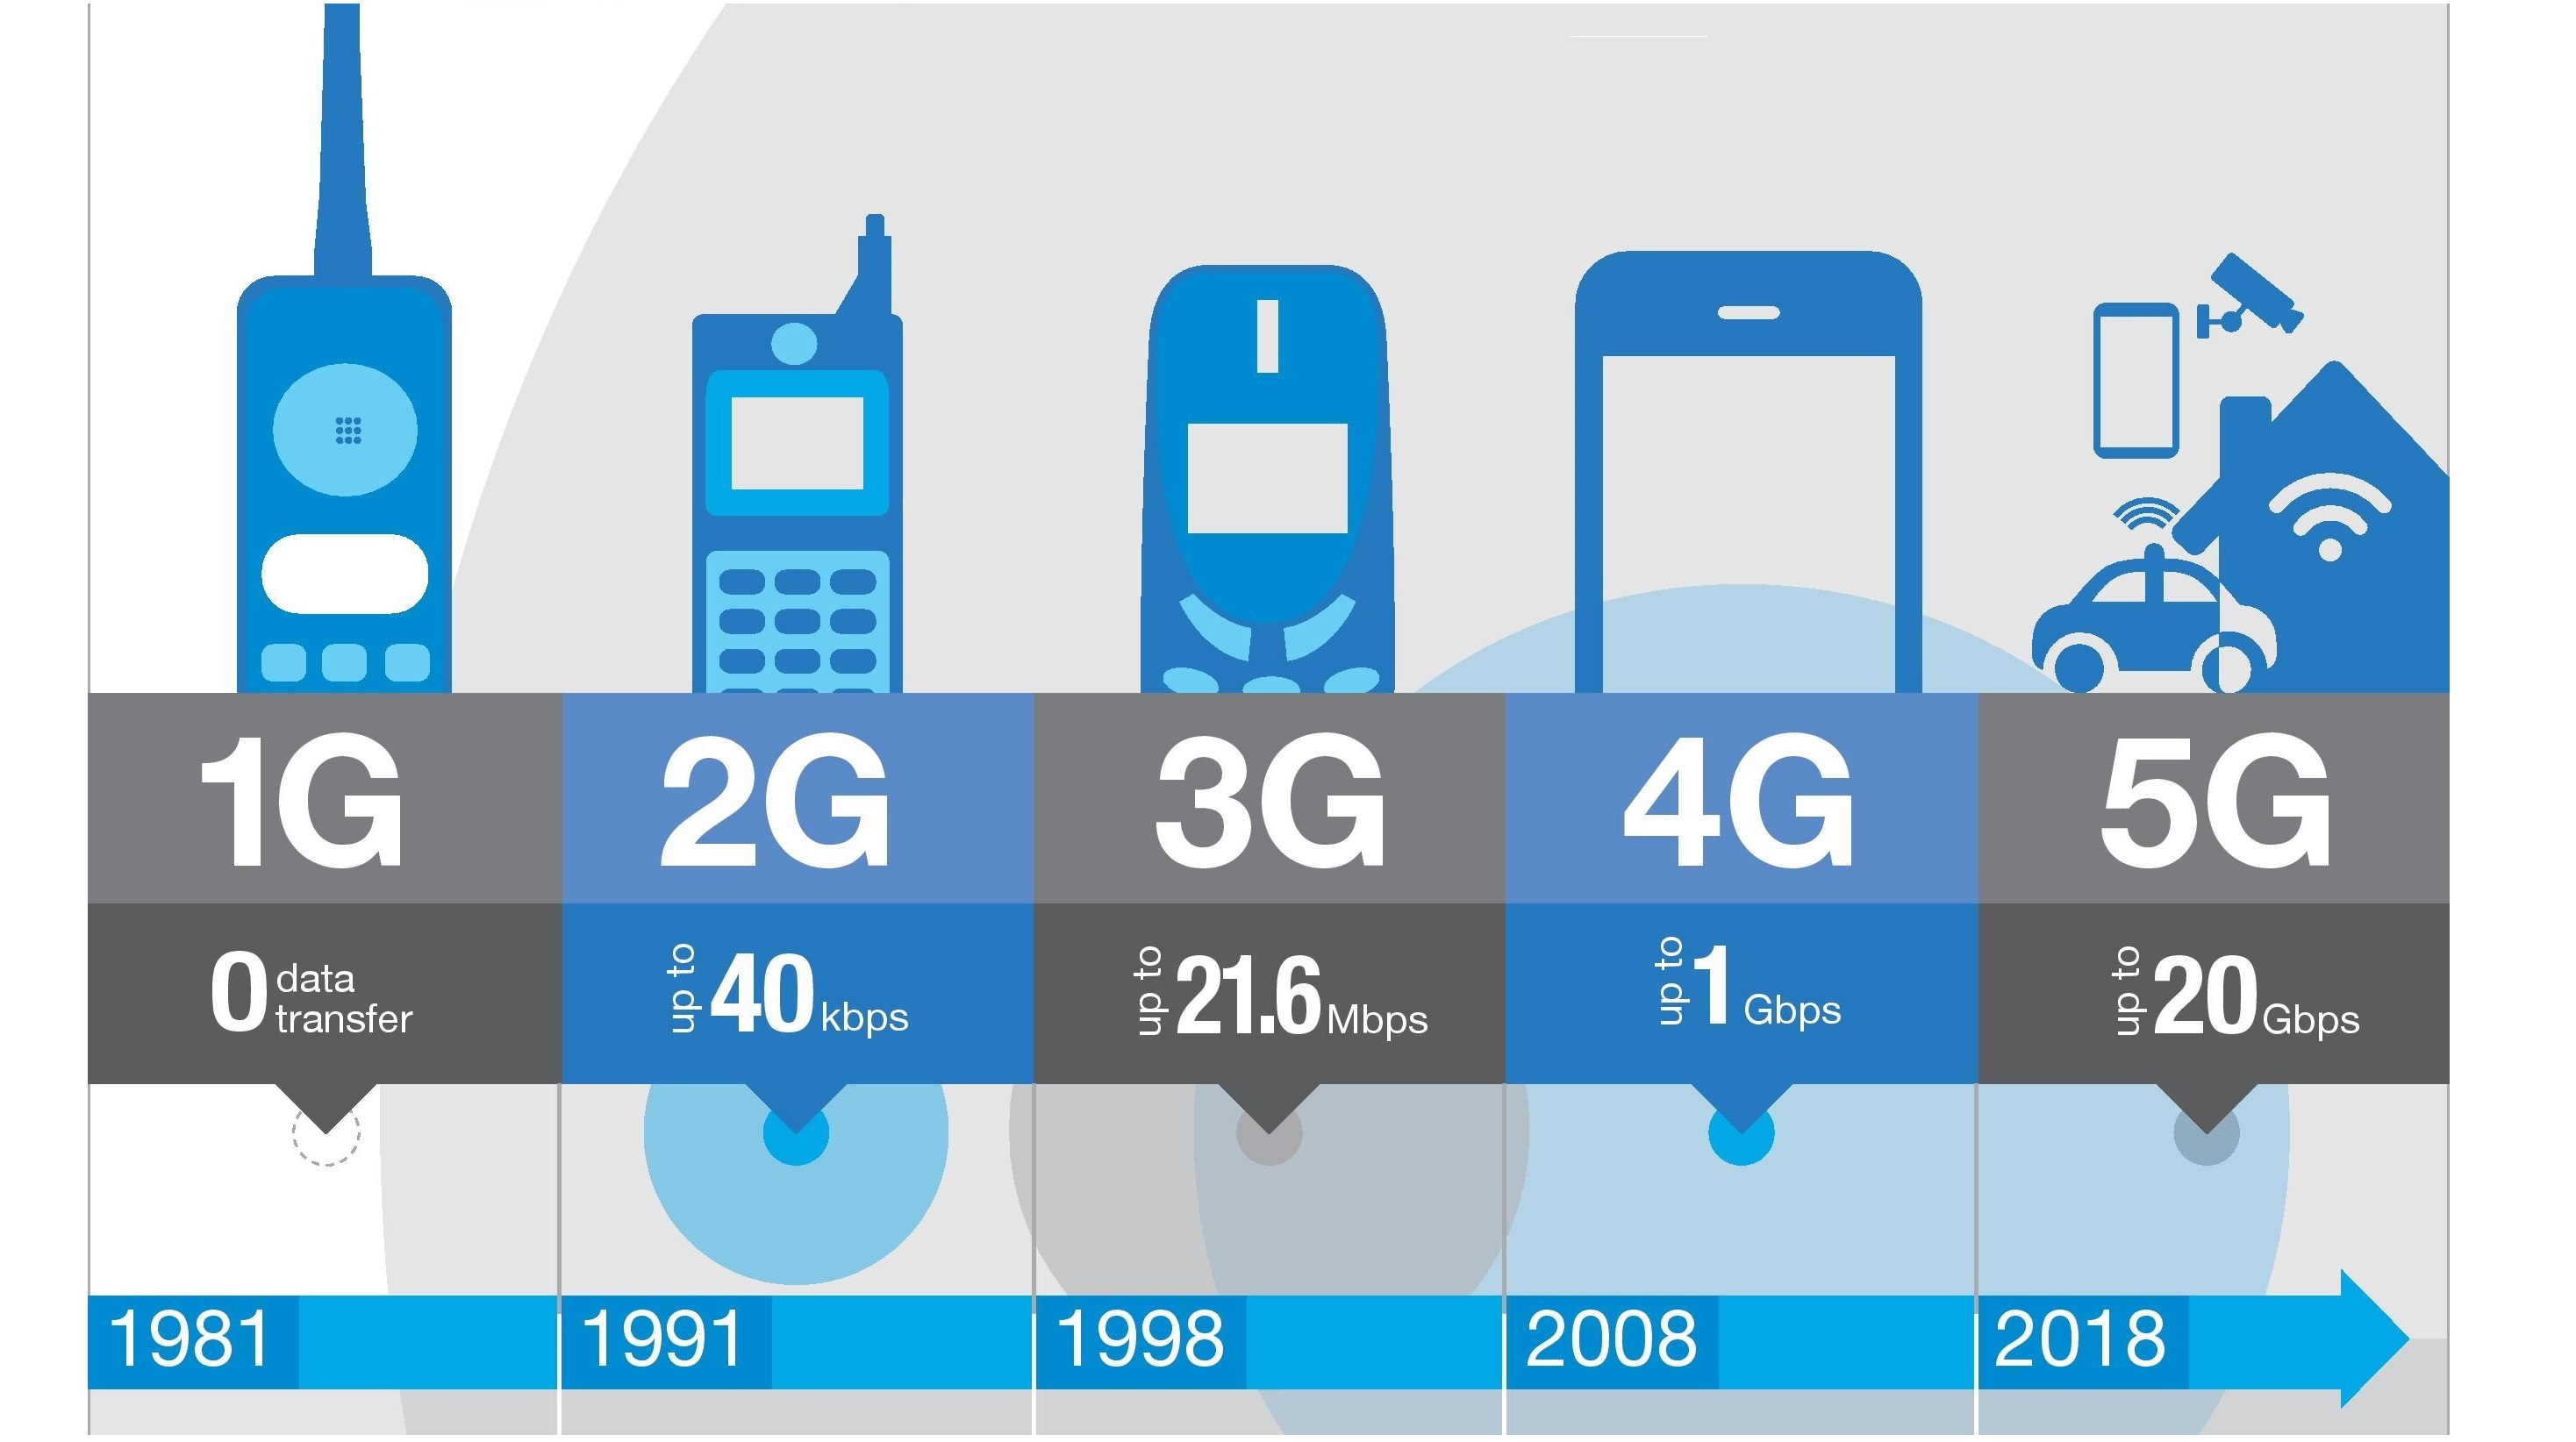 1G
2G
3G
4G
5G
0 data transfer
up to 40 kbps
up to 21.6 Mbps
up to 1 Gbps
up to 20 Gbps
1981
1991
1998
2008
2018